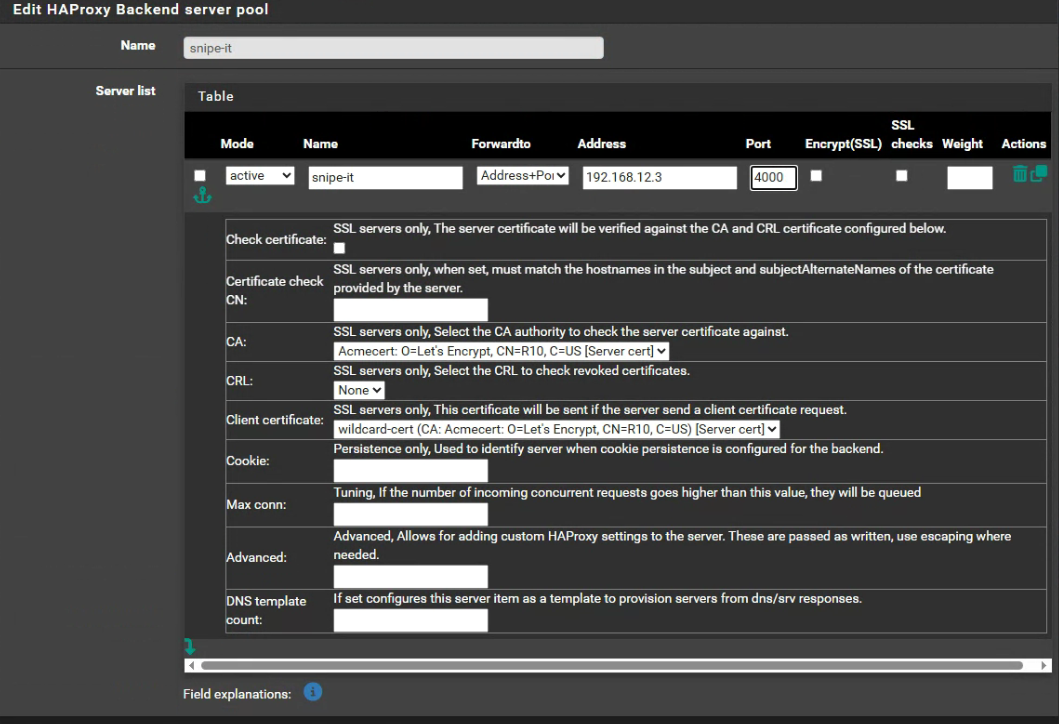 Edit HAProxy Backend server pool
Name
snipe-it
Server list
Table
Mode Name Forwardto Address Port Encrypt(SSL) SSL checks Weight Actions
active snipe-it Address+Por 192.168.12.3 4000
Check certificate:
SSL servers only, The server certificate will be verified against the CA and CRL certificate configured below.
Certificate check
CN:
SSL servers only, when set, must match the hostnames in the subject and subjectAlternateNames of the certificate
provided by the server.
CA:
SSL servers only, Select the CA authority to check the server certificate against.
Acmecert: O=Let's Encrypt, CN=R10, C=US [Server cert]
CRL:
SSL servers only, Select the CRL to check revoked certificates.
None
Client certificate:
SSL servers only, This certificate will be sent if the server send a client certificate request.
wildcard-cert (CA: Acmecert: O=Let's Encrypt, CN=R10, C=US) [Server cert]
Cookie:
Persistence only, Used to identify server when cookie persistence is configured for the backend.
Max conn:
Tuning, If the number of incoming concurrent requests goes higher than this value, they will be queued
Advanced:
Advanced, Allows for adding custom HAProxy settings to the server. These are passed as written, use escaping where
needed.
DNS template
count:
If set configures this server item as a template to provision servers from dns/srv responses.
Field explanations: